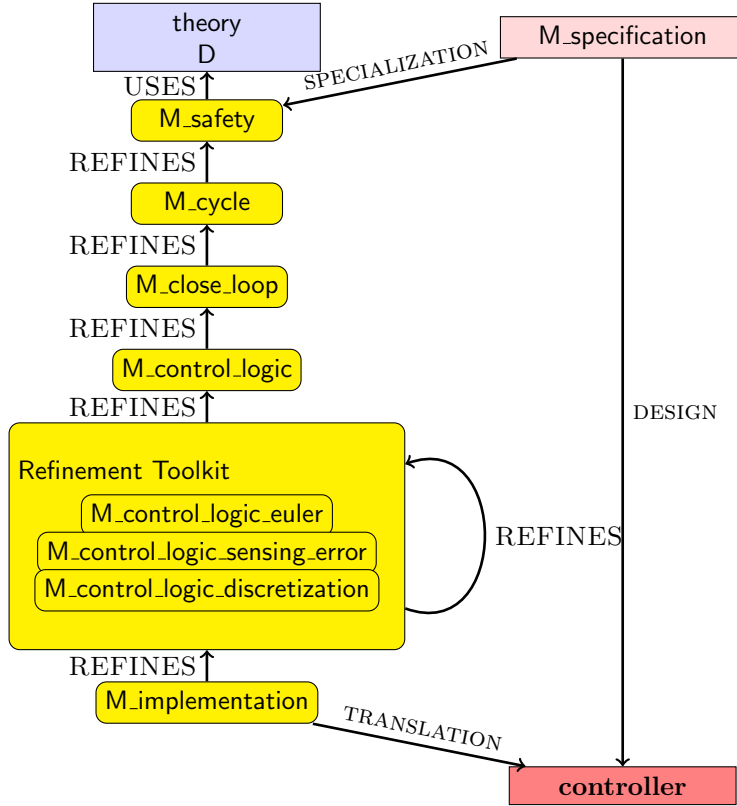 theory
D
M_specification
USES
SPECIALIZATION
M_safety
REFINES
M_cycle
REFINES
M_close_loop
REFINES
M_control_logic
REFINES
DESIGN
Refinement Toolkit
M_control_logic_euler
M_control_logic_sensing_error
M_control_logic_discretization
REFINES
REFINES
M_implementation
TRANSLATION
controller